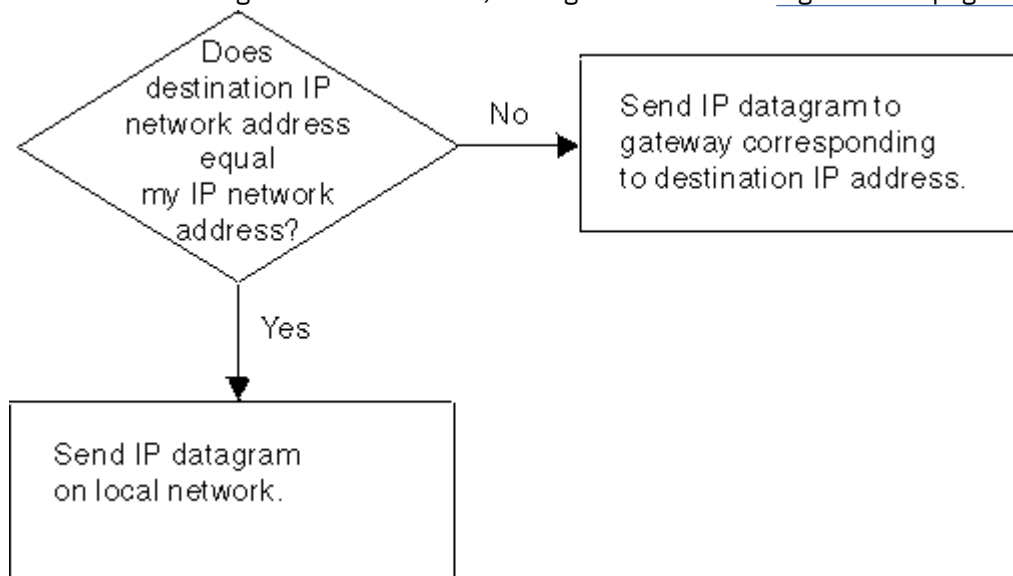 Does
destination IP
network address
equal
my IP network
address?
No
Send IP datagram to
gateway corresponding
to destination IP address.
Yes
Send IP datagram
on local network.